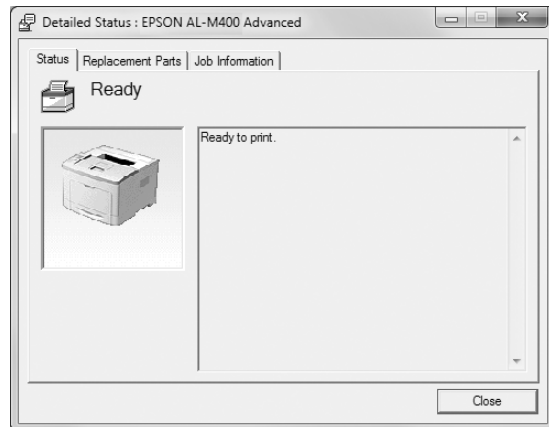 Detailed Status : EPSON AL-M400 Advanced
Status Replacement Parts Job Information
Ready
Ready to print.
Close